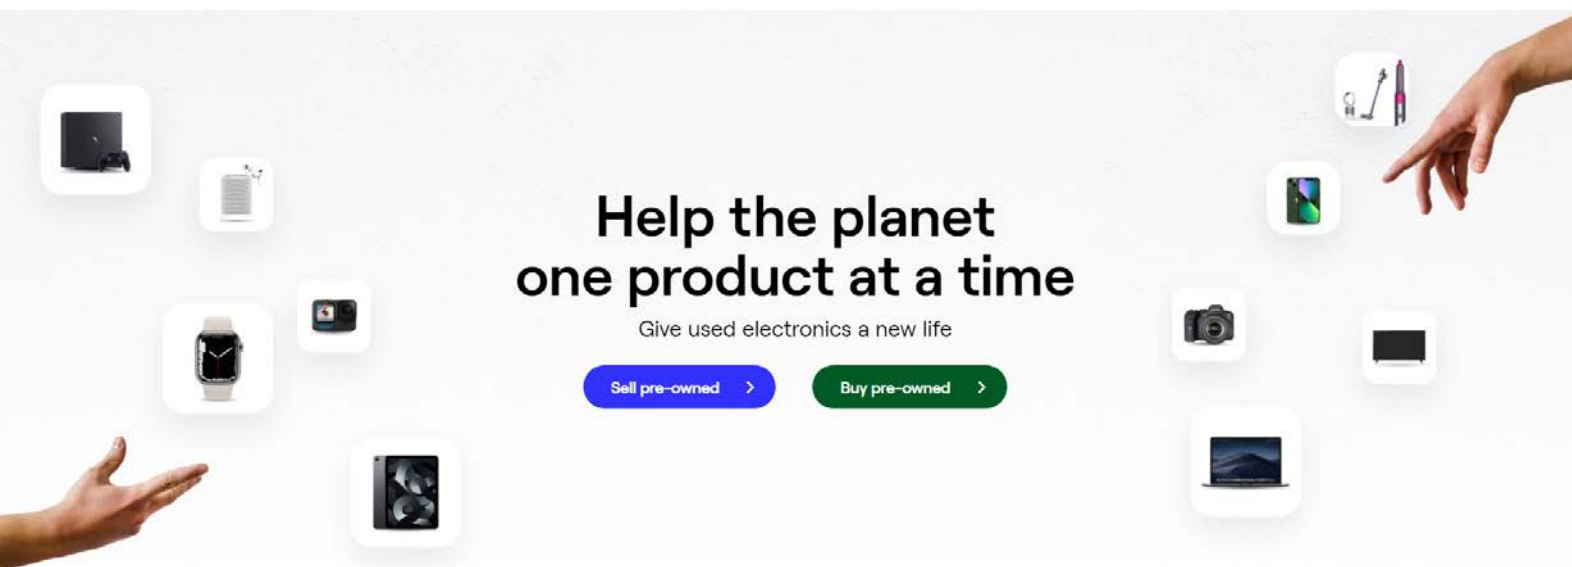 Help the planet
one product at a time
Give used electronics a new life
Sell pre-owned
Buy pre-owned